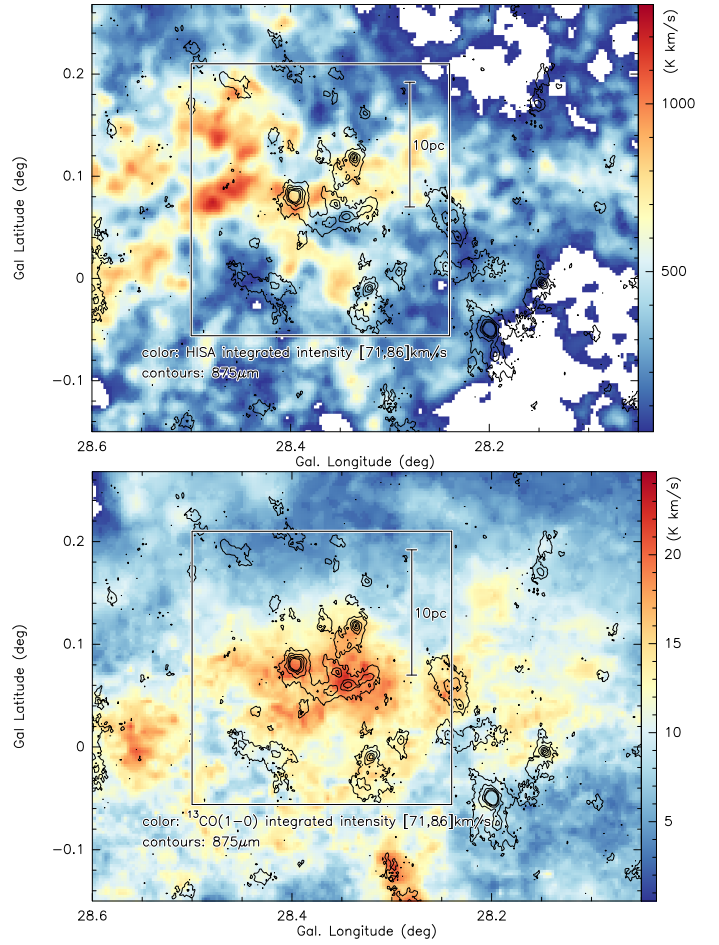 (K km/s)
0.2
1000
10pc
0.1
Gal Latitude (deg)
500
0
color: HISA integrated intensity [71,86]km/s
contours: 875μm
−0.1
28.6
28.4
28.2
Gal. Longitude (deg)
(K km/s)
20
0.2
10pc
15
0.1
Gal Latitude (deg)
10
0
color: ¹³CO(1−0) integrated intensity [71,86]km/s
contours: 875μm
5
−0.1
28.6
28.4
28.2
Gal. Longitude (deg)